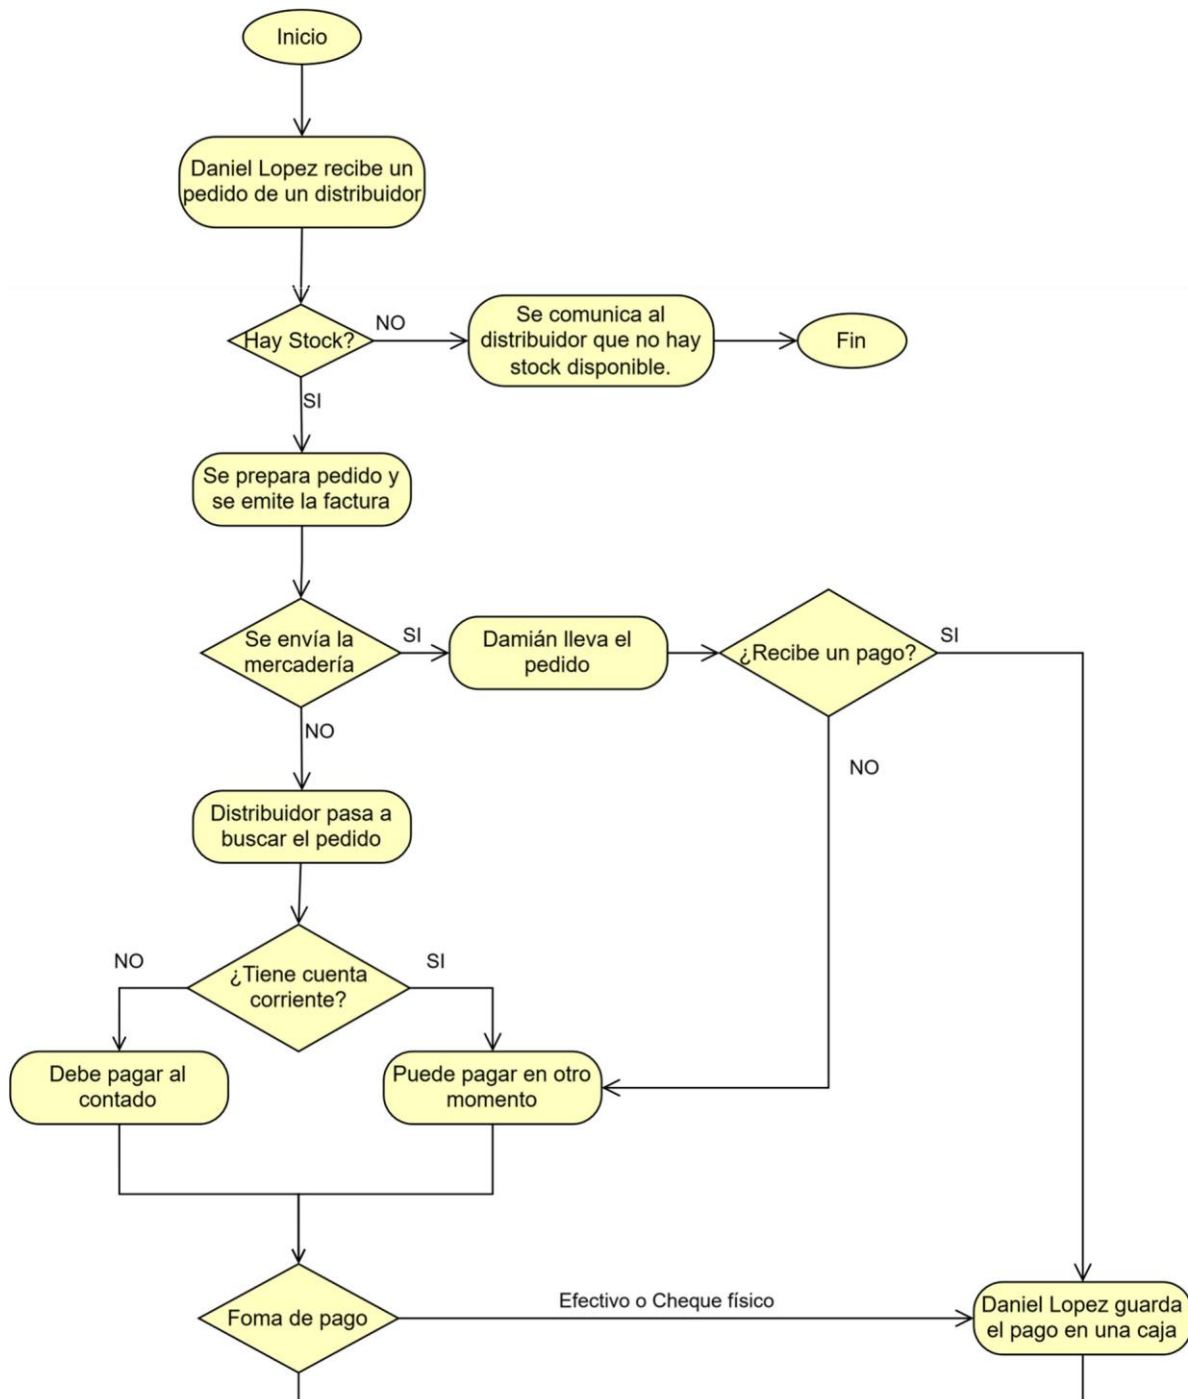 Inicio
Daniel Lopez recibe un
pedido de un distribuidor
Hay Stock?
NO
Se comunica al
distribuidor que no hay
stock disponible.
Fin
SI
Se prepara pedido y
se emite la factura
Se envía la
mercadería
SI
Damián lleva el
pedido
¿Recibe un pago?
SI
NO
NO
Distribuidor pasa a
buscar el pedido
¿Tiene cuenta
corriente?
NO
SI
Debe pagar al
contado
Puede pagar en otro
momento
Foma de pago
Efectivo o Cheque físico
Daniel Lopez guarda
el pago en una caja